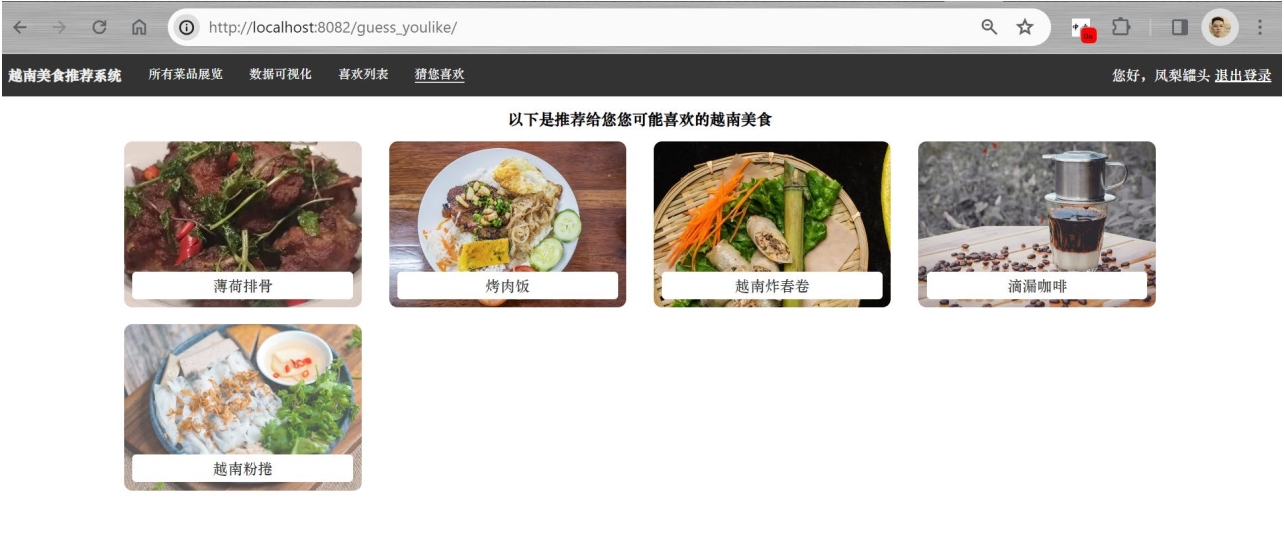 http://localhost:8082/guess_youlike/
越南美食推荐系统 所有菜品展览 数据可视化 喜欢列表 猜您喜欢 您好，凤梨罐头 退出登录
以下是推荐给您您可能喜欢的越南美食
薄荷排骨 烤肉饭 越南炸春卷 滴漏咖啡
越南粉捲